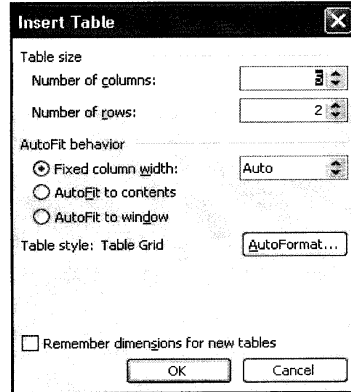 Insert Table
Table size
Number of columns:
Number of rows: 2
AutoFit behavior
Fixed column width: Auto
AutoFit to contents
AutoFit to window
Table style: Table Grid AutoFormat...
Remember dimensions for new tables
OK Cancel